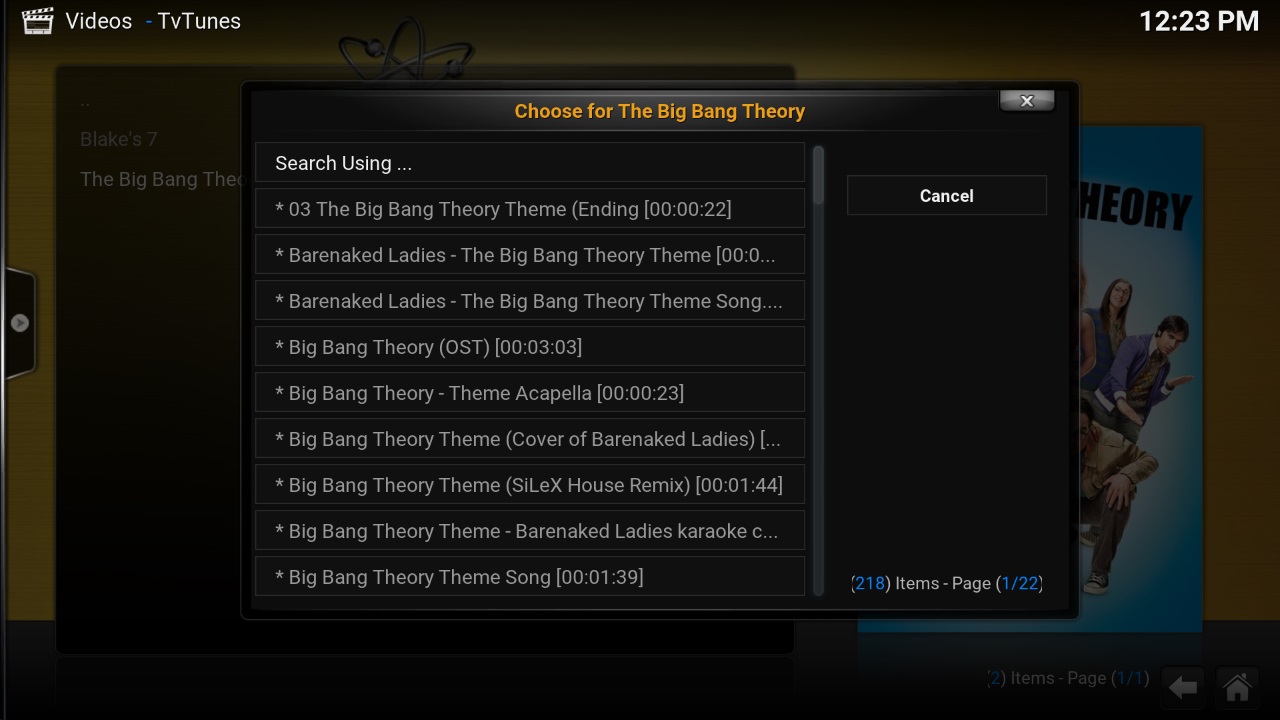 Videos - TvTunes
12:23 PM
..
Blake's 7
The Big Bang Theo
HEORY
Choose for The Big Bang Theory
Search Using ...
* 03 The Big Bang Theory Theme (Ending [00:00:22]
* Barenaked Ladies - The Big Bang Theory Theme [00:0...
* Barenaked Ladies - The Big Bang Theory Theme Song....
* Big Bang Theory (OST) [00:03:03]
* Big Bang Theory - Theme Acapella [00:00:23]
* Big Bang Theory Theme (Cover of Barenaked Ladies) [...
* Big Bang Theory Theme (SiLeX House Remix) [00:01:44]
* Big Bang Theory Theme - Barenaked Ladies karaoke c...
* Big Bang Theory Theme Song [00:01:39]
Cancel
(218) Items - Page (1/22)
(2) Items - Page (1/1)